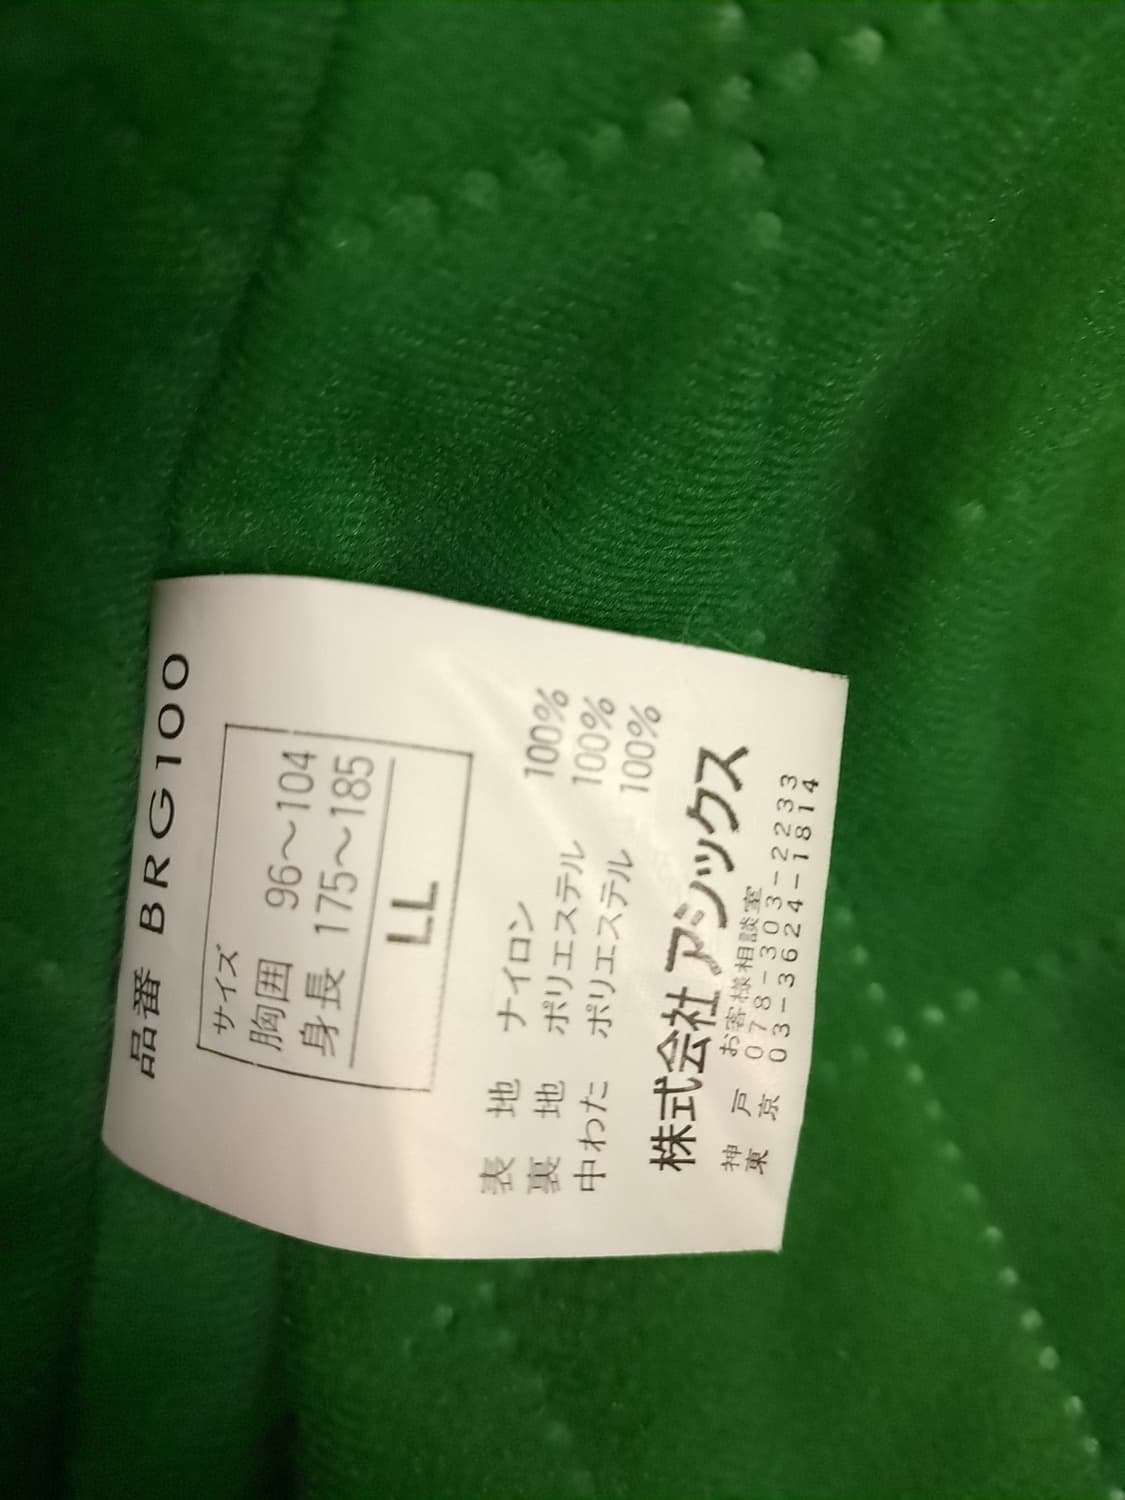 品番 BRG100
サイズ
胸囲 96〜104
身長 175〜185
LL
表地 ナイロン 100%
裏地 ポリエステル 100%
中わた ポリエステル 100%
株式会社 アシックス
お客様相談室
神戸 078-303-2233
東京 03-3624-1814